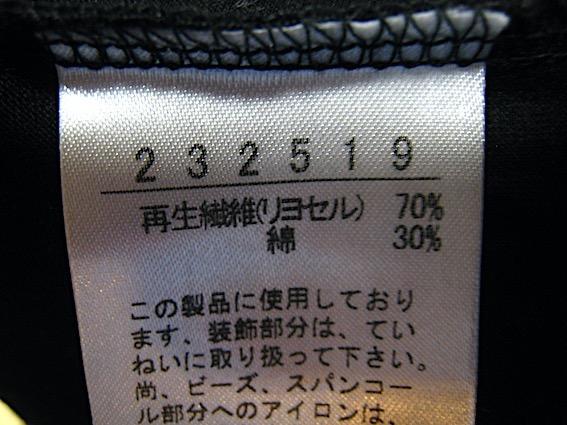 232519
再生繊維(リヨセル) 70%
綿 30%
この製品に使用しており
ます、装飾部分は、てい
ねいに取り扱って下さい。
尚、ビーズ、スパンコー
ル部分へのアイロンは、